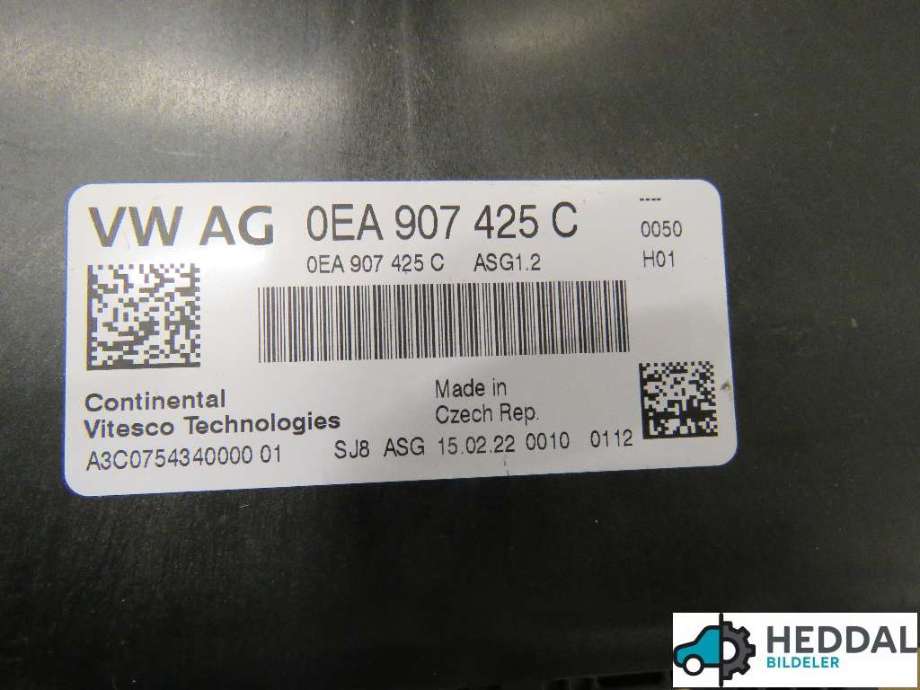 VW AG 0EA 907 425 C ----
0050
0EA 907 425 C ASG1.2 H01
Continental
Vitesco Technologies
A3C0754340000 01
Made in
Czech Rep.
SJ8 ASG 15.02.22 0010 0112
HEDDAL
BILDELER